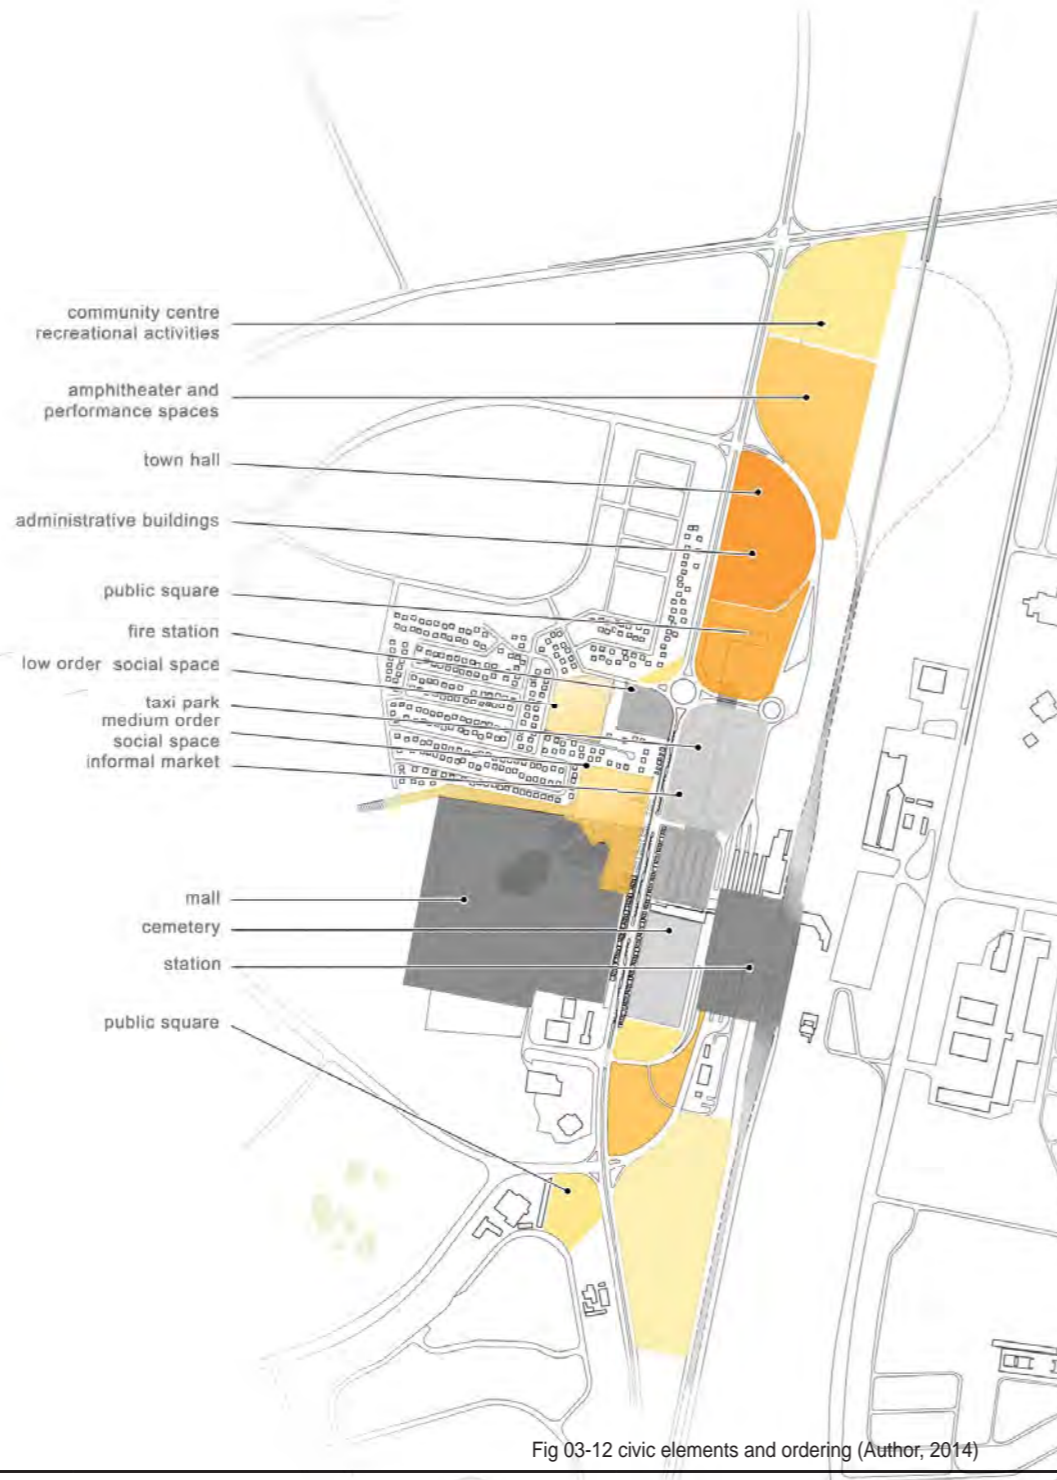 community centre
recreational activities
amphitheater and
performance spaces
town hall
administrative buildings
public square
fire station
low order social space
taxi park
medium order
social space
informal market
mall
cemetery
station
public square
Fig 03-12 civic elements and ordering (Author, 2014)